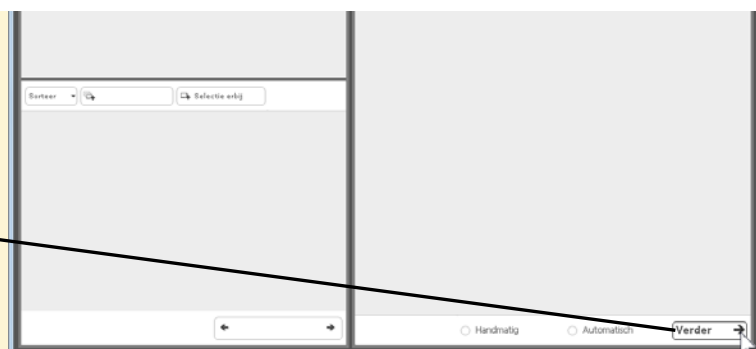 Sorteer
Selectie erbij
Handmatig
Automatisch
Verder